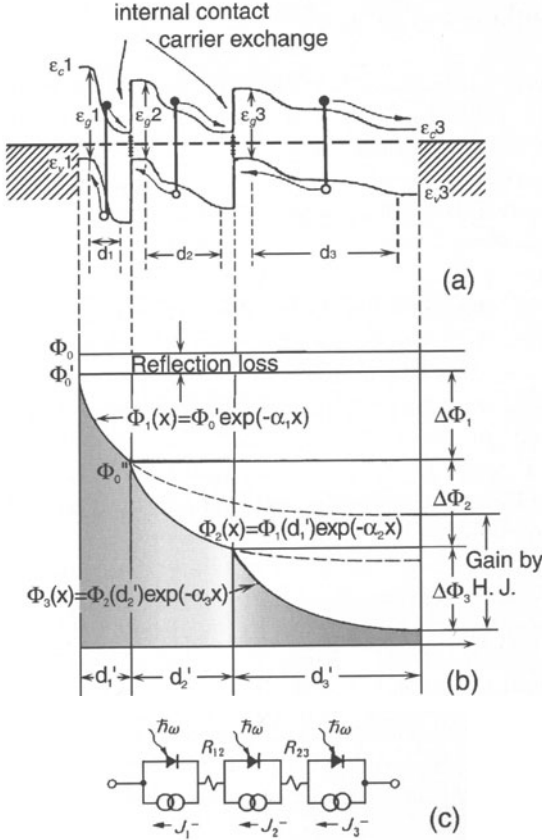 internal contact
carrier exchange
εc1
εg1
εg2
εg3
εc3
εv1
εv3
d1
d2
d3
(a)
Φ0
Reflection loss
Φ0'
Φ1(x)=Φ0'exp(-α1x)
ΔΦ1
Φ0"
ΔΦ2
Φ2(x)=Φ1(d1')exp(-α2x)
Gain by
H. J.
Φ3(x)=Φ2(d2')exp(-α3x)
ΔΦ3
d1'
d2'
d3'
(b)
ℏω
R12
ℏω
R23
ℏω
J1-
J2-
J3-
(c)